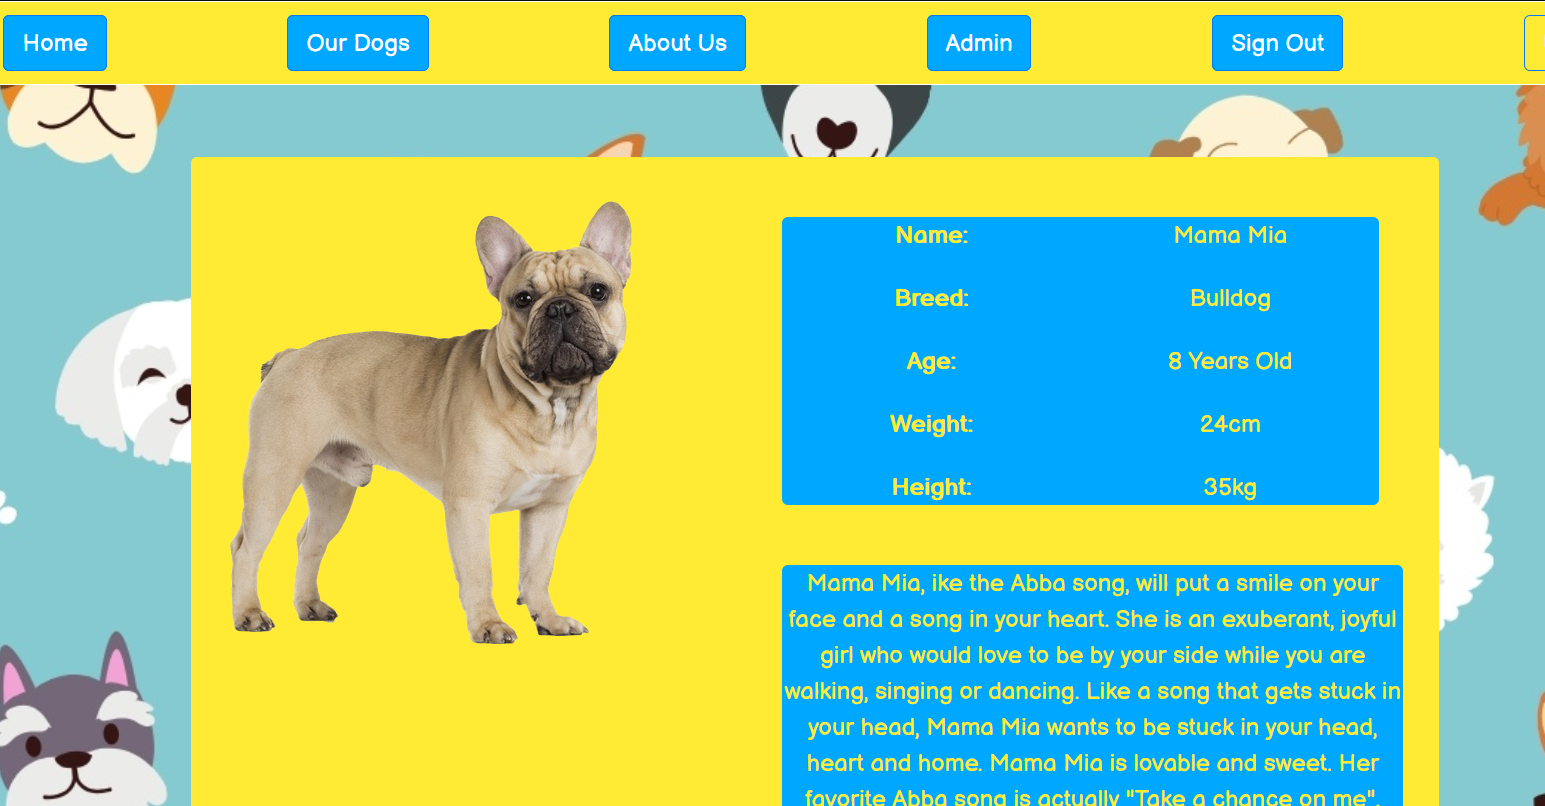 Home Our Dogs About Us Admin Sign Out
Name: Mama Mia
Breed: Bulldog
Age: 8 Years Old
Weight: 24cm
Height: 35kg
Mama Mia, ike the Abba song, will put a smile on your
face and a song in your heart. She is an exuberant, joyful
girl who would love to be by your side while you are
walking, singing or dancing. Like a song that gets stuck in
your head, Mama Mia wants to be stuck in your head,
heart and home. Mama Mia is lovable and sweet. Her
favorite Abba song is actually "Take a chance on me".